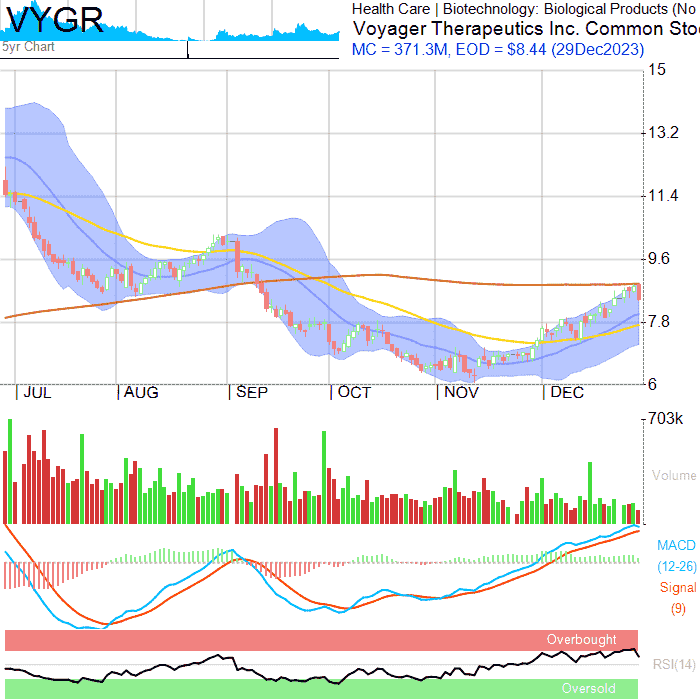 VYGR
5yr Chart
Health Care | Biotechnology: Biological Products (No
Voyager Therapeutics Inc. Common Sto
MC = 371.3M, EOD = $8.44 (29Dec2023)
15
13.2
11.4
9.6
7.8
6
JUL AUG SEP OCT NOV DEC
703k
Volume
MACD
(12-26)
Signal
(9)
Overbought
RSI(14)
Oversold